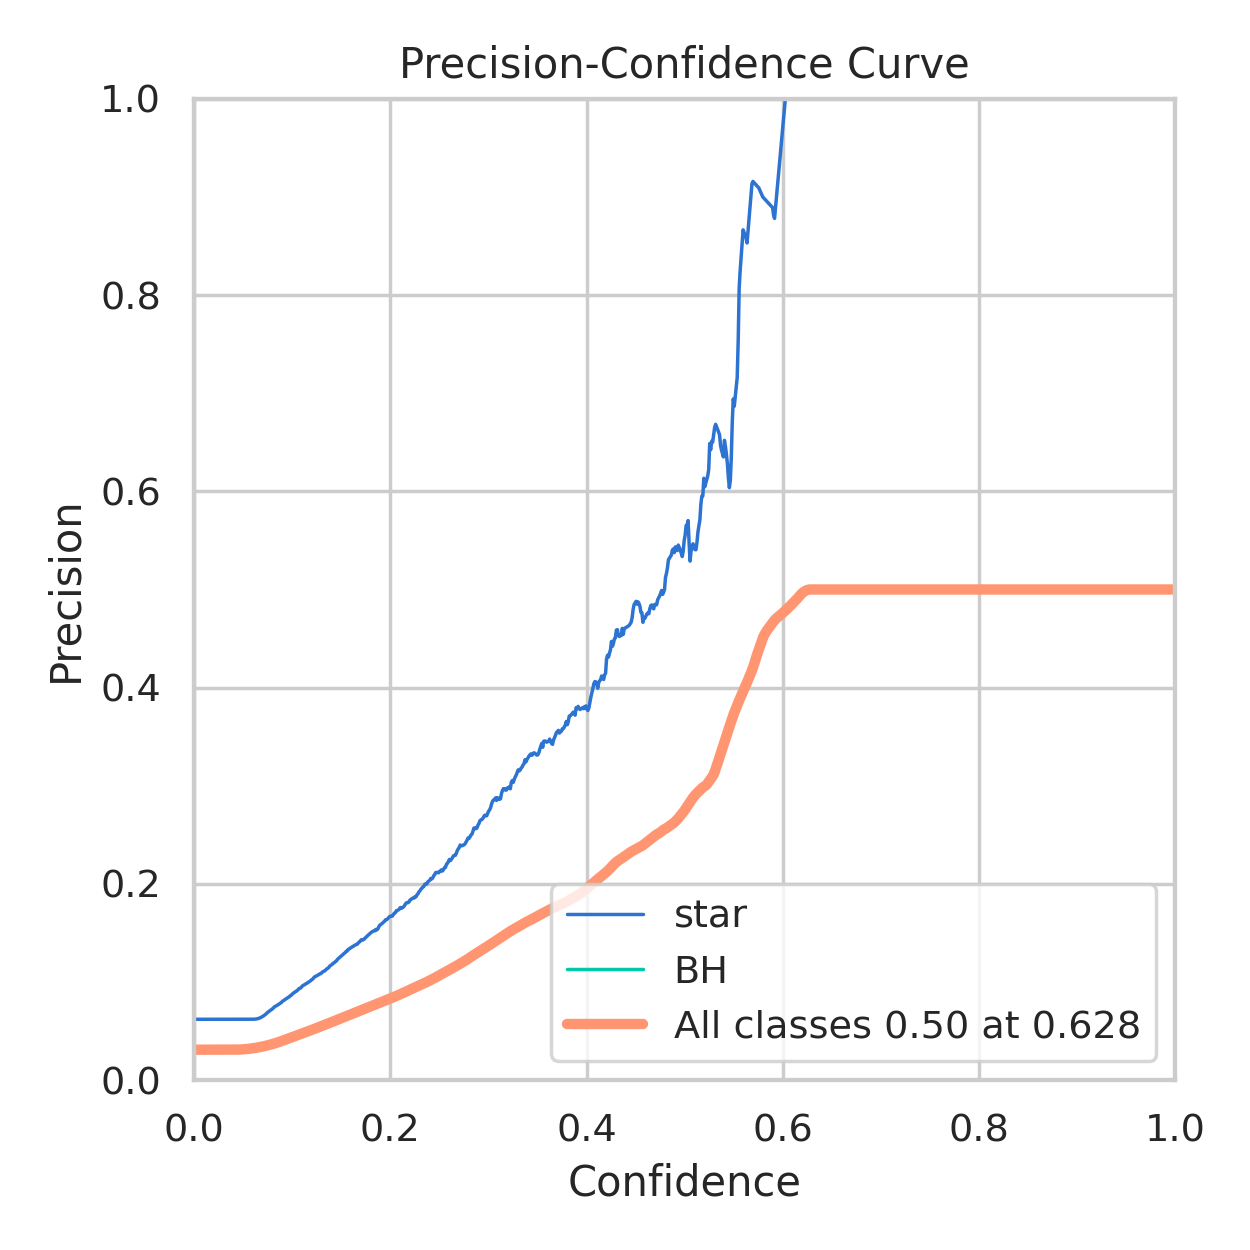 Precision-Confidence Curve
1.0
0.8
0.6
0.4
0.2
0.0
Precision
star
BH
All classes 0.50 at 0.628
0.0 0.2 0.4 0.6 0.8 1.0
Confidence